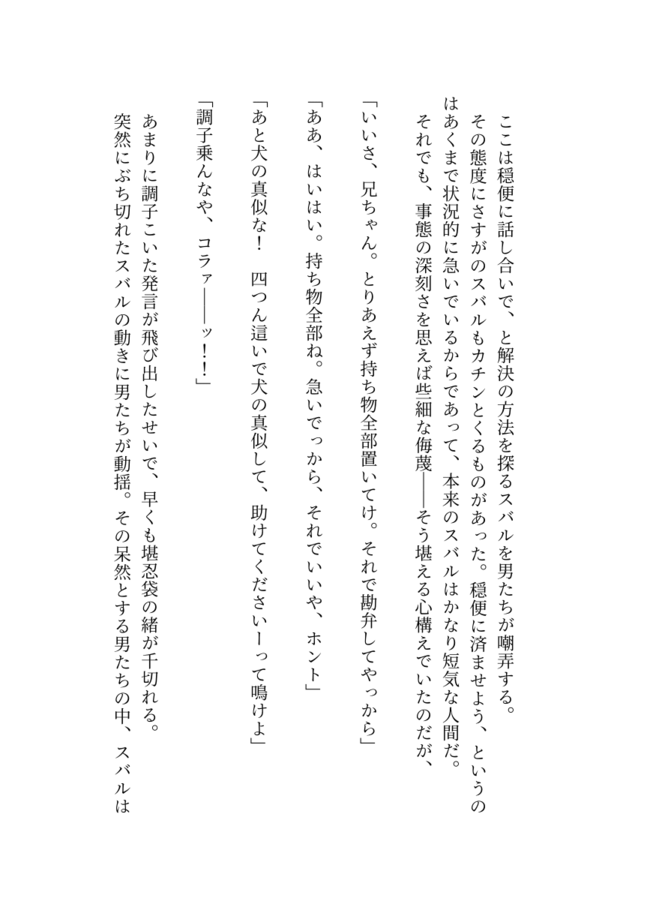 ここは穏便に話し合いで、と解決の方法を探るスバルを男たちが嘲弄する。
その態度にさすがのスバルもカチンとくるものがあった。穏便に済ませよう、というの
はあくまで状況的に急いでいるからであって、本来のスバルはかなり短気な人間だ。
それでも、事態の深刻さを思えば些細な侮蔑――そう堪える心構えでいたのだが、
「いいさ、兄ちゃん。とりあえず持ち物全部置いてけ。それで勘弁してやっから」
「ああ、はいはい。持ち物全部ね。急いでっから、それでいいや、ホント」
「あと犬の真似な！　四つん這いで犬の真似して、助けてくださいーって鳴けよ」
「調子乗んなや、コラァ――ッ！！」
あまりに調子こいた発言が飛び出したせいで、早くも堪忍袋の緒が千切れる。
突然にぶち切れたスバルの動きに男たちが動揺。その呆然とする男たちの中、スバルは